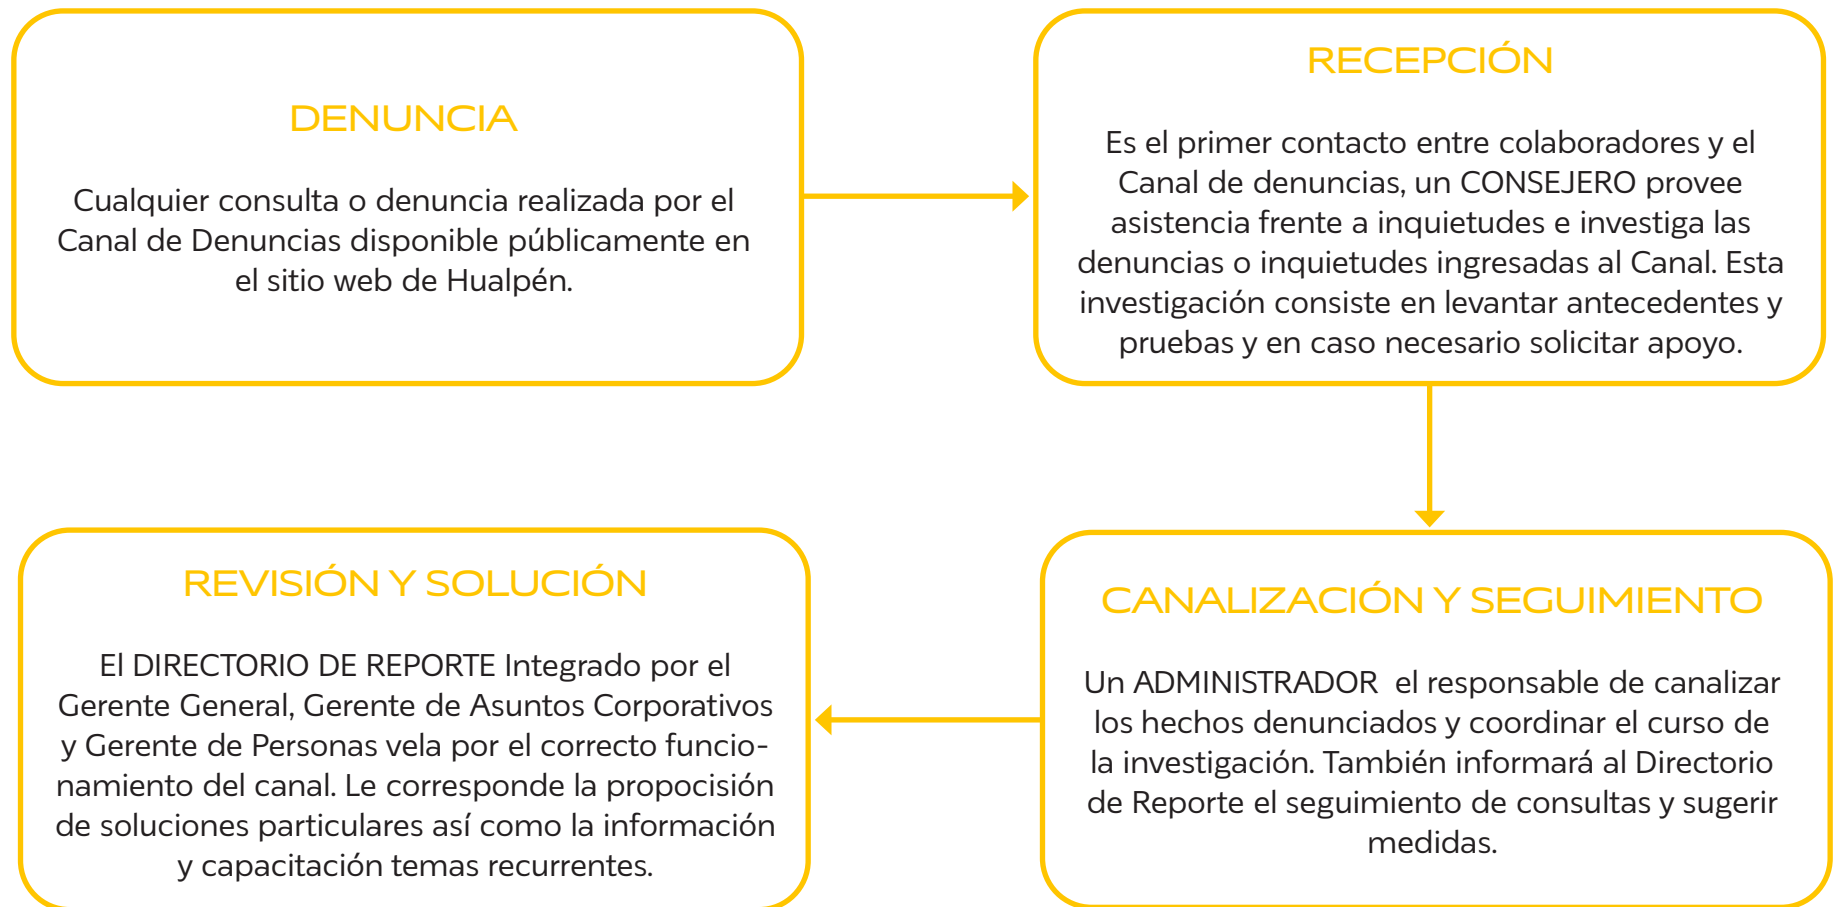 DENUNCIA
Cualquier consulta o denuncia realizada por el
Canal de Denuncias disponible públicamente en
el sitio web de Hualpén.
RECEPCIÓN
Es el primer contacto entre colaboradores y el
Canal de denuncias, un CONSEJERO provee
asistencia frente a inquietudes e investiga las
denuncias o inquietudes ingresadas al Canal. Esta
investigación consiste en levantar antecedentes y
pruebas y en caso necesario solicitar apoyo.
CANALIZACIÓN Y SEGUIMIENTO
Un ADMINISTRADOR  el responsable de canalizar
los hechos denunciados y coordinar el curso de
la investigación. También informará al Directorio
de Reporte el seguimiento de consultas y sugerir
medidas.
REVISIÓN Y SOLUCIÓN
El DIRECTORIO DE REPORTE Integrado por el
Gerente General, Gerente de Asuntos Corporativos
y Gerente de Personas vela por el correcto funcio-
namiento del canal. Le corresponde la propocisión
de soluciones particulares así como la información
y capacitación temas recurrentes.